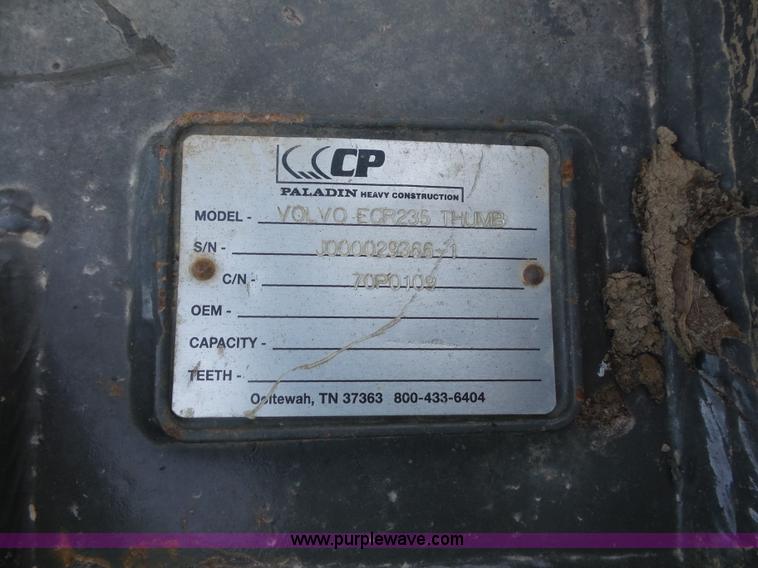 CP
PALADIN HEAVY CONSTRUCTION
MODEL - VOLVO ECR235 THUMB
S/N - J000029366-1
C/N - 70P0109
OEM -
CAPACITY -
TEETH -
Ooltewah, TN 37363 800-433-6404
www.purplewave.com